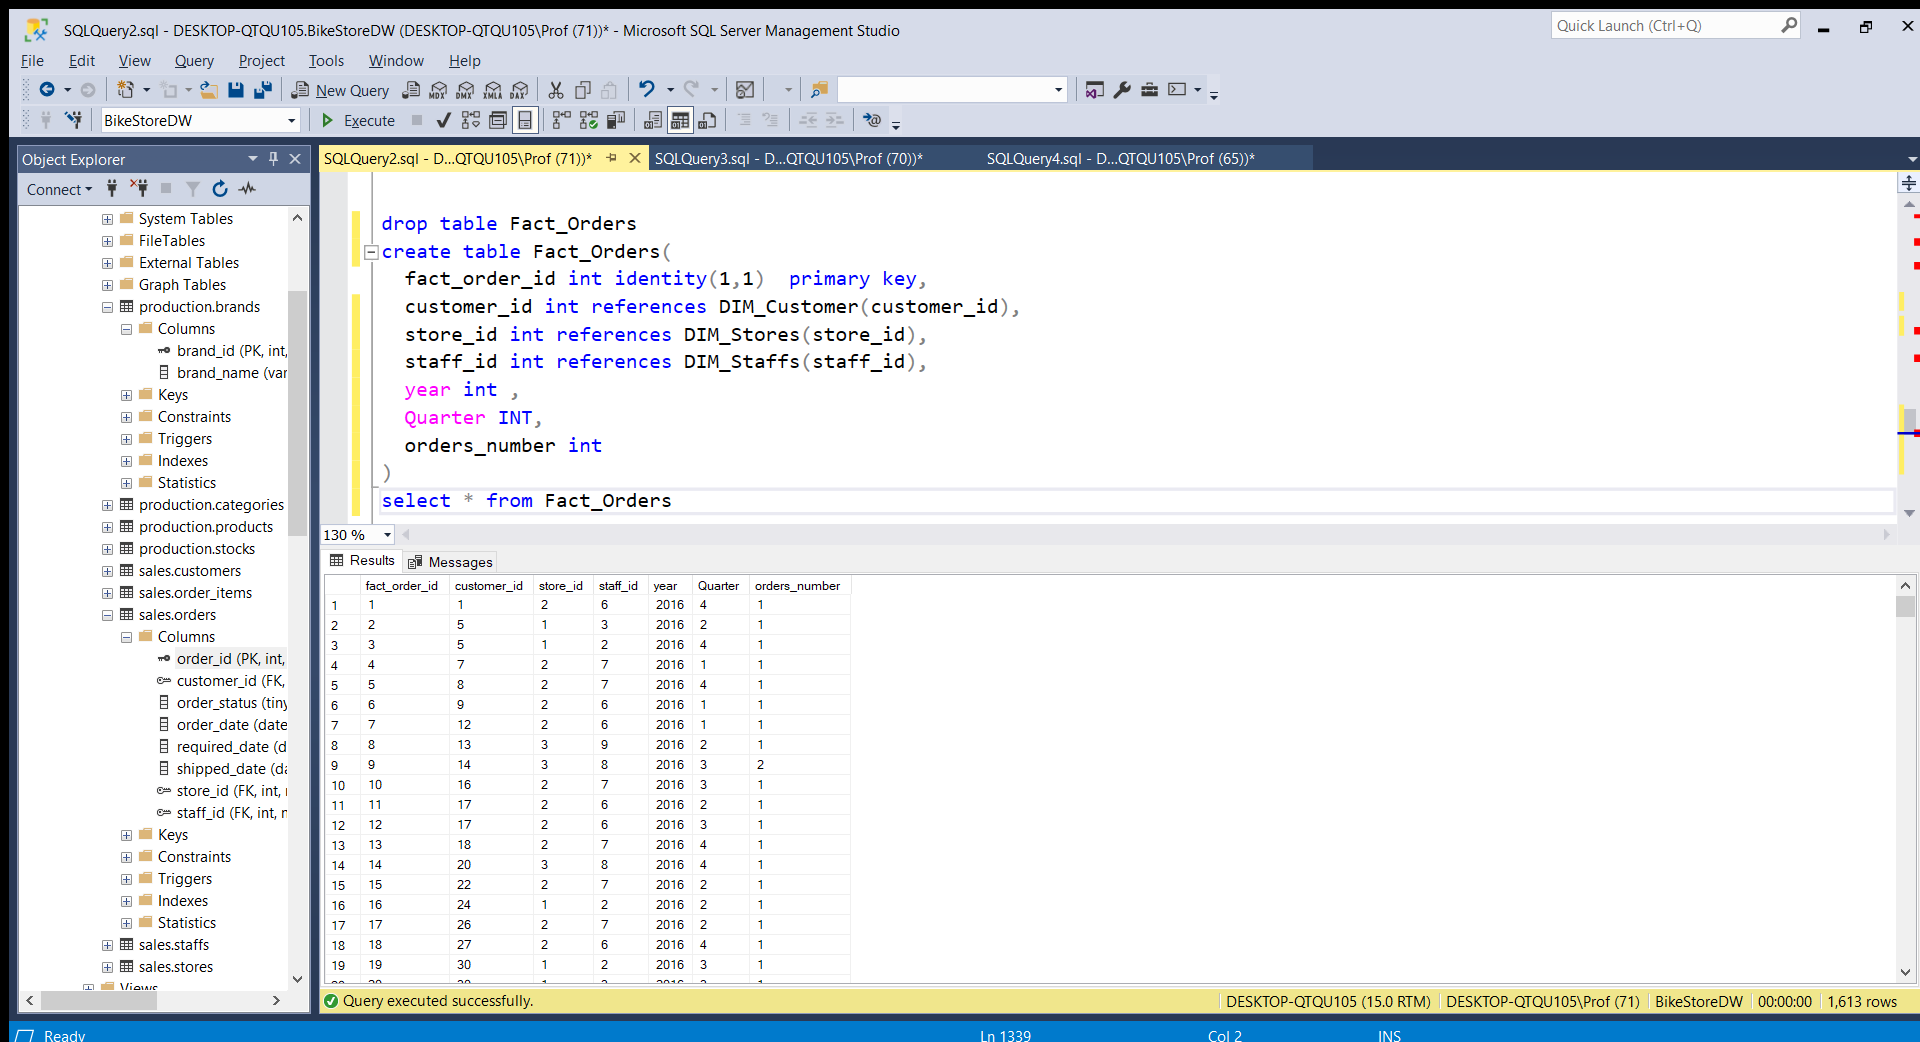 SQLQuery2.sql - DESKTOP-QTQU105.BikeStoreDW (DESKTOP-QTQU105\Prof (71))* - Microsoft SQL Server Management Studio
Quick Launch (Ctrl+Q)
File Edit View Query Project Tools Window Help
New Query MDX DMX XMLA DAX
BikeStoreDW Execute
Object Explorer
Connect
System Tables
FileTables
External Tables
Graph Tables
production.brands
Columns
brand_id (PK, int,
brand_name (var
Keys
Constraints
Triggers
Indexes
Statistics
production.categories
production.products
production.stocks
sales.customers
sales.order_items
sales.orders
Columns
order_id (PK, int,
customer_id (FK,
order_status (tiny
order_date (date
required_date (d
shipped_date (da
store_id (FK, int, 
staff_id (FK, int, n
Keys
Constraints
Triggers
Indexes
Statistics
sales.staffs
sales.stores
Views
SQLQuery2.sql - D...QTQU105\Prof (71))* SQLQuery3.sql - D...QTQU105\Prof (70))* SQLQuery4.sql - D...QTQU105\Prof (65))*
drop table Fact_Orders
create table Fact_Orders(
fact_order_id int identity(1,1)  primary key,
customer_id int references DIM_Customer(customer_id),
store_id int references DIM_Stores(store_id),
staff_id int references DIM_Staffs(staff_id),
year int ,
Quarter INT,
orders_number int
)
select * from Fact_Orders
130 %
Results Messages
fact_order_id customer_id store_id staff_id year Quarter orders_number
1 1 1 2 6 2016 4 1
2 2 5 1 3 2016 2 1
3 3 5 1 2 2016 4 1
4 4 7 2 7 2016 1 1
5 5 8 2 7 2016 4 1
6 6 9 2 6 2016 1 1
7 7 12 2 6 2016 1 1
8 8 13 3 9 2016 2 1
9 9 14 3 8 2016 3 2
10 10 16 2 7 2016 3 1
11 11 17 2 6 2016 2 1
12 12 17 2 6 2016 3 1
13 13 18 2 7 2016 4 1
14 14 20 3 8 2016 4 1
15 15 22 2 7 2016 2 1
16 16 24 1 2 2016 2 1
17 17 26 2 7 2016 2 1
18 18 27 2 6 2016 4 1
19 19 30 1 2 2016 3 1
Query executed successfully. DESKTOP-QTQU105 (15.0 RTM) DESKTOP-QTQU105\Prof (71) BikeStoreDW 00:00:00 1,613 rows
Ready Ln 1339 Col 2 INS